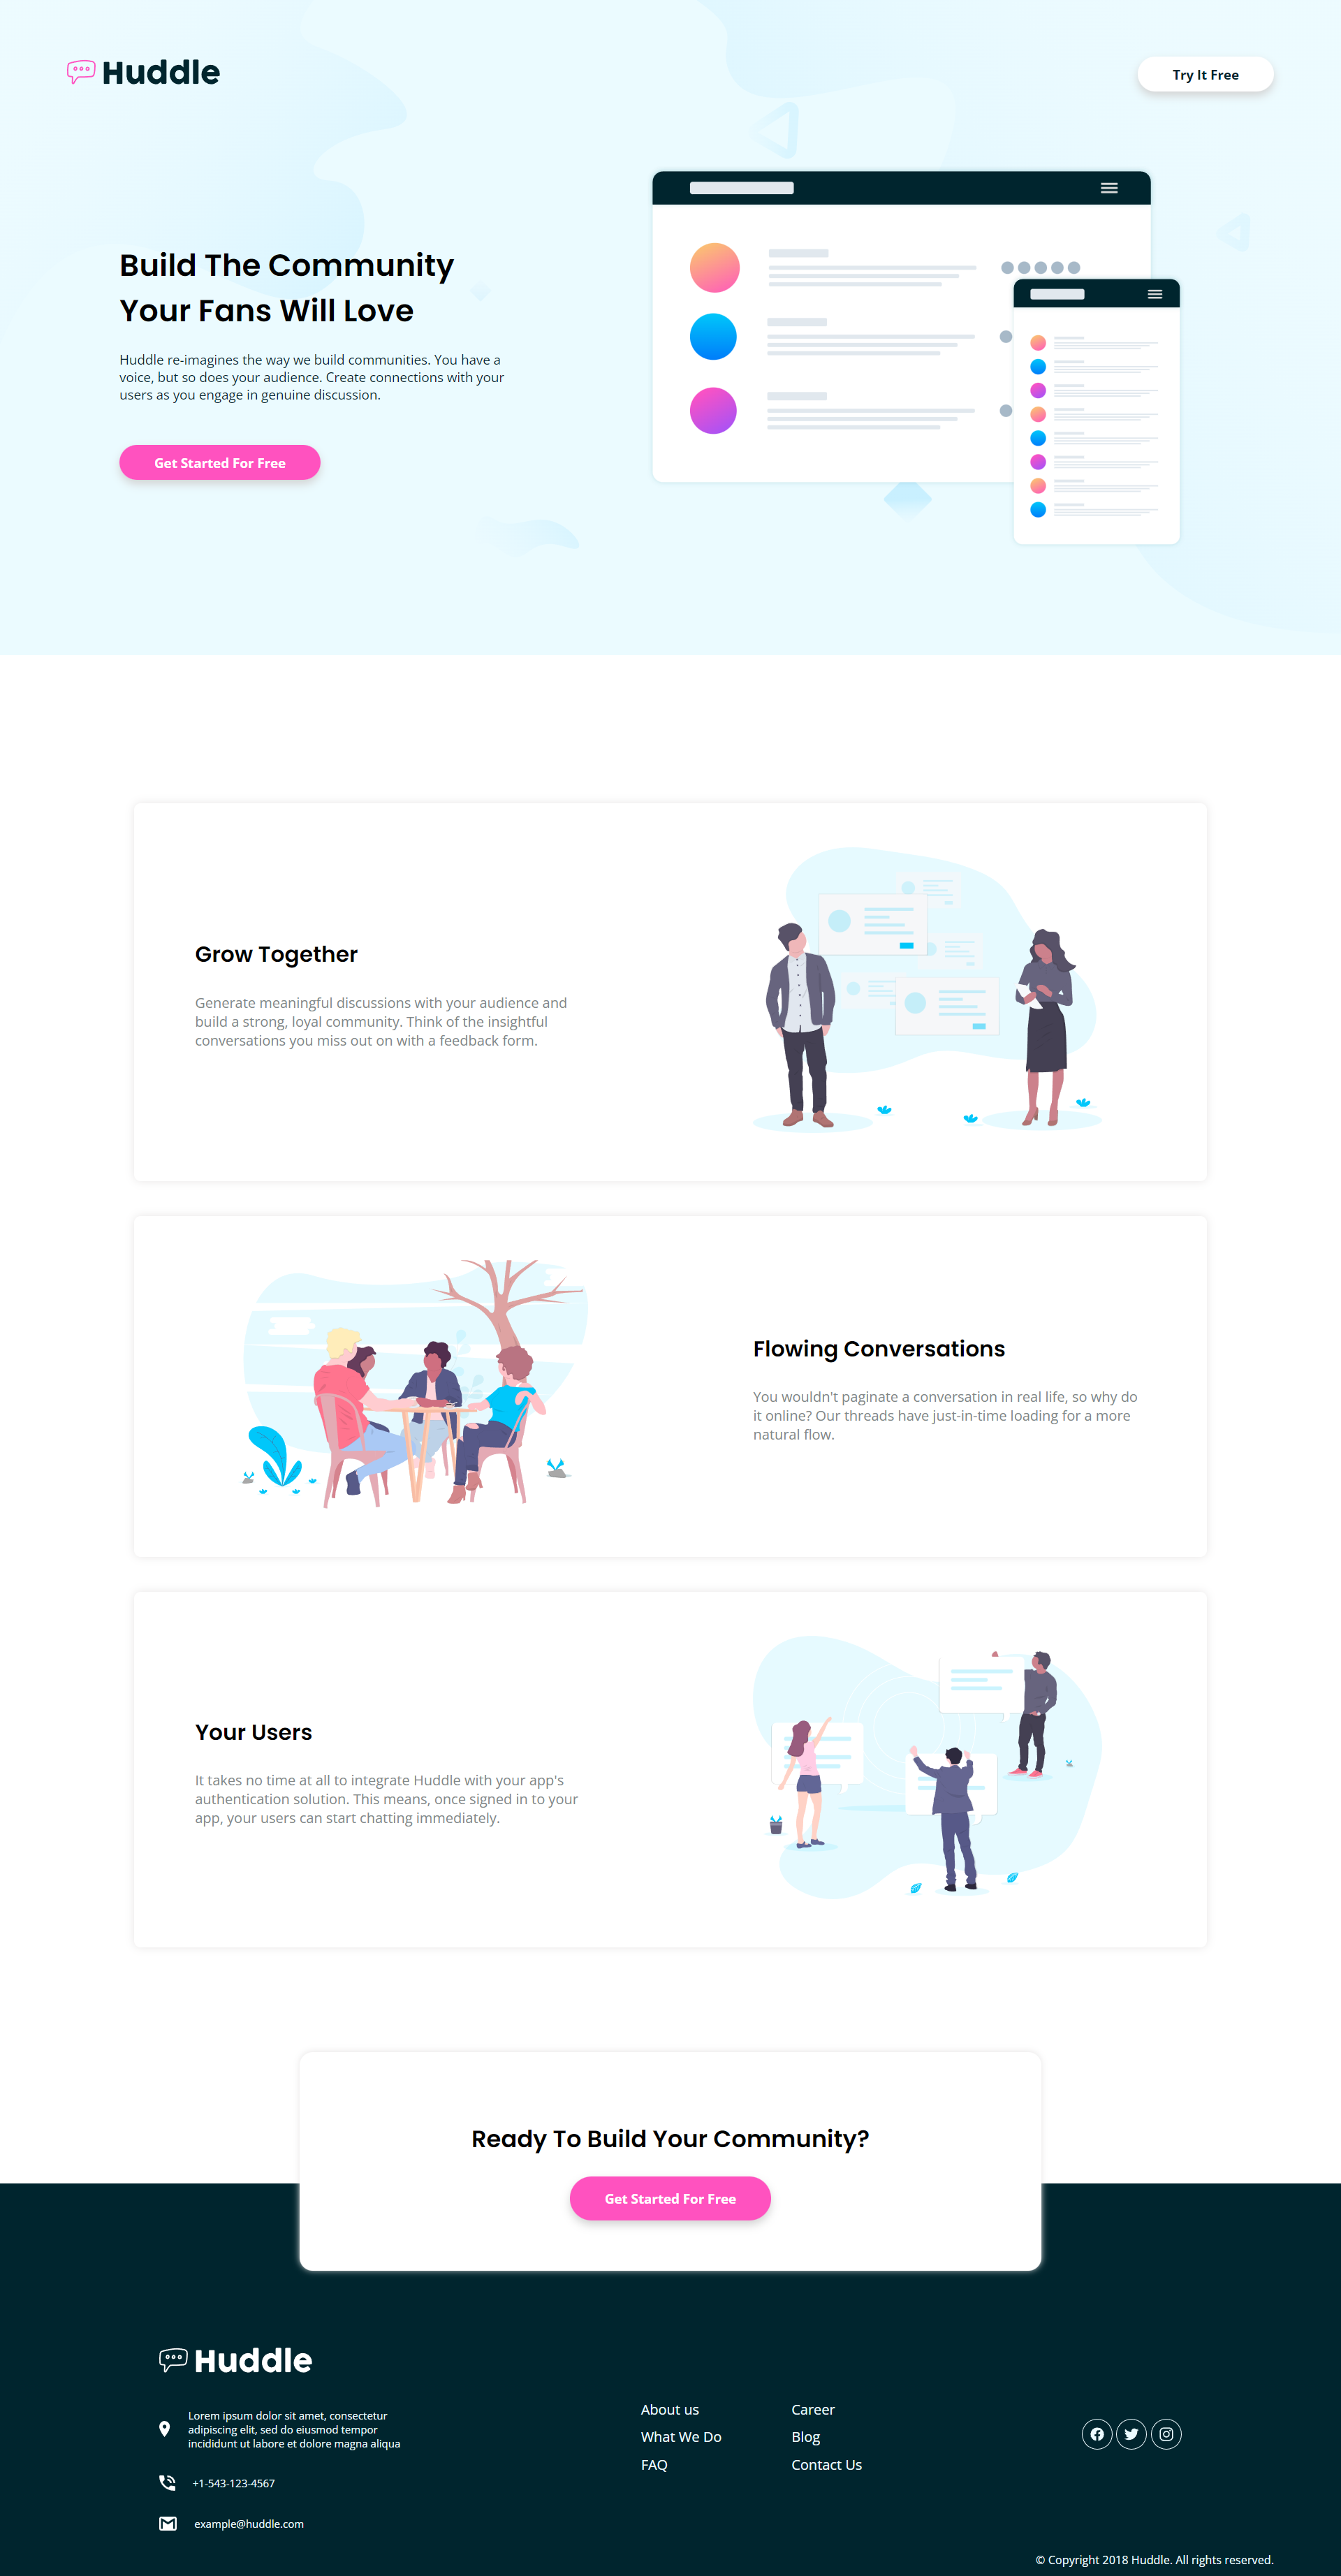 Huddle
Try It Free
Build The Community
Your Fans Will Love
Huddle re-imagines the way we build communities. You have a
voice, but so does your audience. Create connections with your
users as you engage in genuine discussion.
Get Started For Free
Grow Together
Generate meaningful discussions with your audience and
build a strong, loyal community. Think of the insightful
conversations you miss out on with a feedback form.
Flowing Conversations
You wouldn't paginate a conversation in real life, so why do
it online? Our threads have just-in-time loading for a more
natural flow.
Your Users
It takes no time at all to integrate Huddle with your app's
authentication solution. This means, once signed in to your
app, your users can start chatting immediately.
Ready To Build Your Community?
Get Started For Free
Huddle
Lorem ipsum dolor sit amet, consectetur
adipiscing elit, sed do eiusmod tempor
incididunt ut labore et dolore magna aliqua
+1-543-123-4567
example@huddle.com
About us
What We Do
FAQ
Career
Blog
Contact Us
© Copyright 2018 Huddle. All rights reserved.